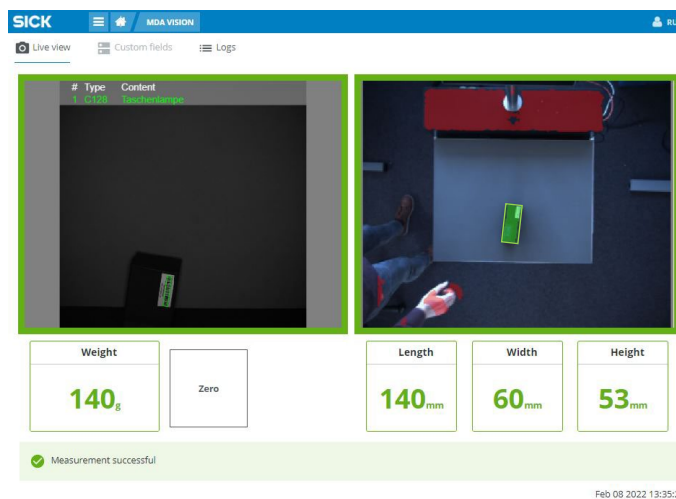 SICK MDA VISION RU
Live view Custom fields Logs
# Type Content
1 C128 Taschenlampe
Weight Length Width Height
140g Zero 140mm 60mm 53mm
Measurement successful
Feb 08 2022 13:35: